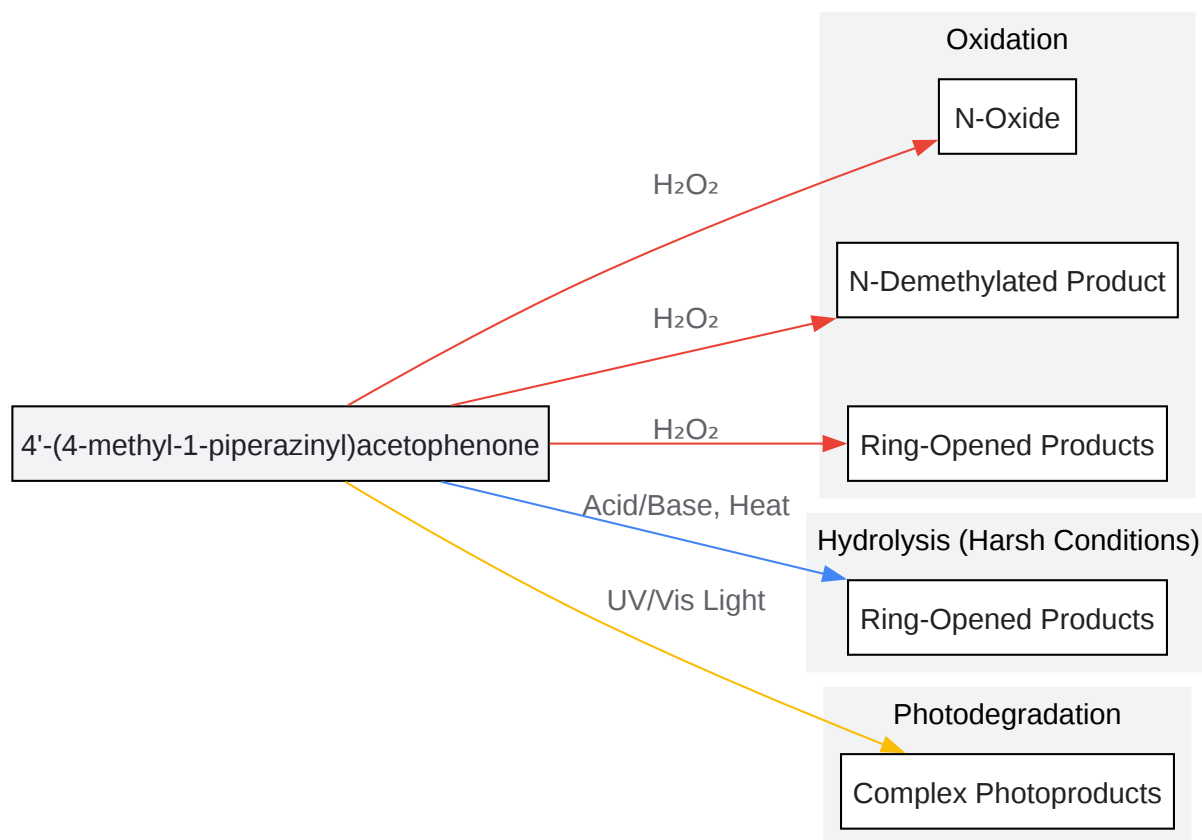 Oxidation
N-Oxide
H₂O₂
N-Demethylated Product
H₂O₂
4'-(4-methyl-1-piperazinyl)acetophenone
H₂O₂
Ring-Opened Products
Acid/Base, Heat
Hydrolysis (Harsh Conditions)
UV/Vis Light
Ring-Opened Products
Photodegradation
Complex Photoproducts